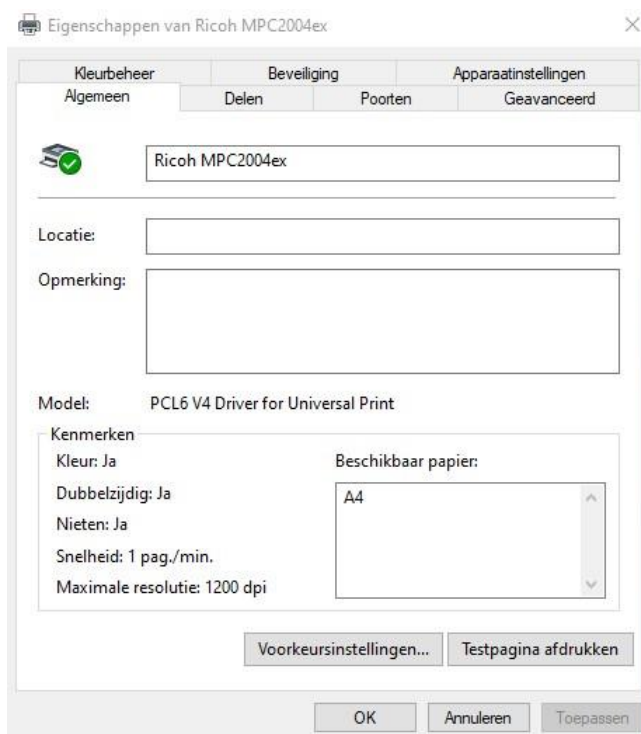 Eigenschappen van Ricoh MPC2004ex
Kleurbeheer Beveiliging Apparaatinstellingen
Algemeen Delen Poorten Geavanceerd
Ricoh MPC2004ex
Locatie:
Opmerking:
Model: PCL6 V4 Driver for Universal Print
Kenmerken
Kleur: Ja Beschikbaar papier:
Dubbelzijdig: Ja A4
Nieten: Ja
Snelheid: 1 pag./min.
Maximale resolutie: 1200 dpi
Voorkeursinstellingen... Testpagina afdrukken
OK Annuleren Toepassen